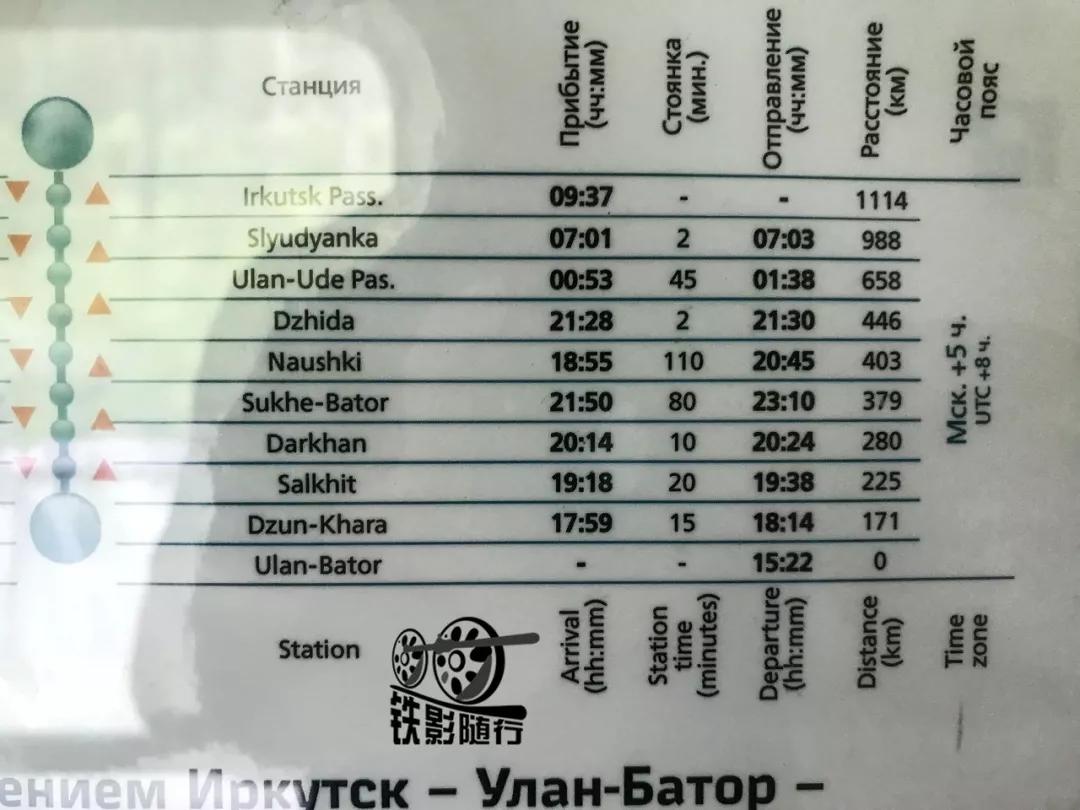 Станция Прибытие (чч:мм) Стоянка (мин.) Отправление (чч:мм) Расстояние (км) Часовой пояс
Irkutsk Pass. 09:37 - - 1114
Slyudyanka 07:01 2 07:03 988
Ulan-Ude Pas. 00:53 45 01:38 658
Dzhida 21:28 2 21:30 446
Naushki 18:55 110 20:45 403
Sukhe-Bator 21:50 80 23:10 379
Darkhan 20:14 10 20:24 280
Salkhit 19:18 20 19:38 225
Dzun-Khara 17:59 15 18:14 171
Ulan-Bator - - 15:22 0
Мск. +5 ч.
UTC +8 ч.
Station Arrival (hh:mm) Station time (minutes) Departure (hh:mm) Distance (km) Time zone
铁影随行
ением Иркутск – Улан-Батор –